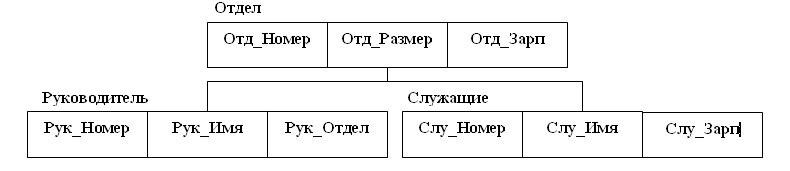 Отдел
Отд_Номер Отд_Размер Отд_Зарп
Руководитель Служащие
Рук_Номер Рук_Имя Рук_Отдел Слу_Номер Слу_Имя Слу_Зарп